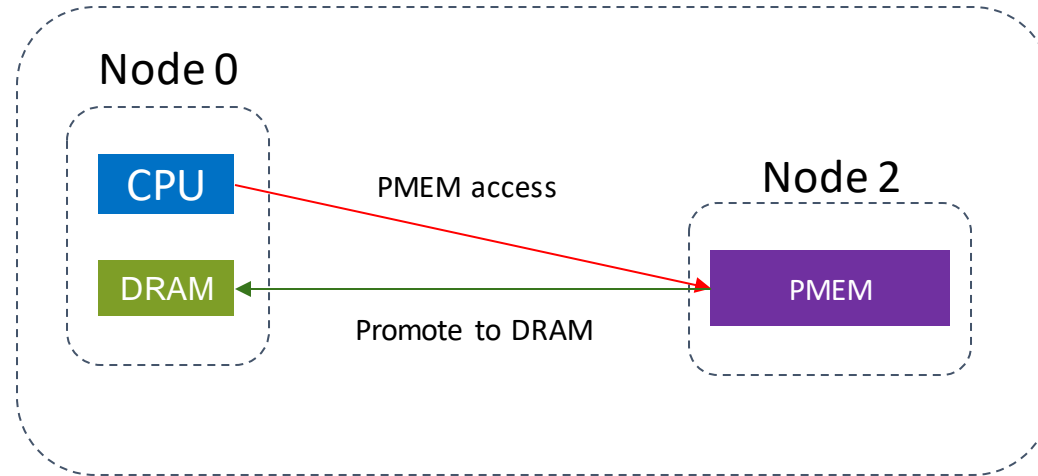 Node 0
CPU
PMEM access
Node 2
DRAM
PMEM
Promote to DRAM